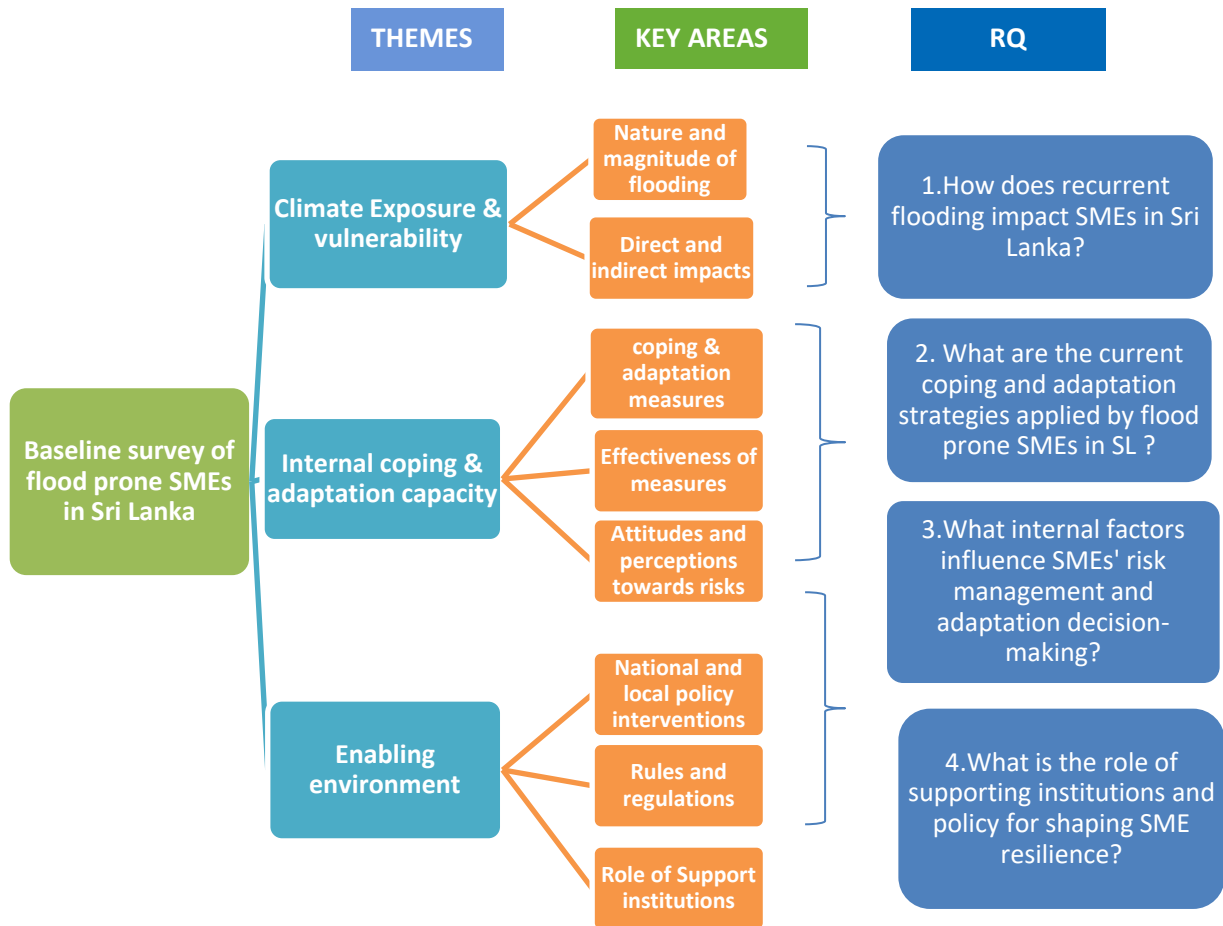 THEMES
KEY AREAS
RQ
Baseline survey of
flood prone SMEs
in Sri Lanka
Climate Exposure &
vulnerability
Nature and
magnitude of
flooding
Direct and
indirect impacts
1.How does recurrent
flooding impact SMEs in Sri
Lanka?
Internal coping &
adaptation capacity
coping &
adaptation
measures
Effectiveness of
measures
Attitudes and
perceptions
towards risks
2. What are the current
coping and adaptation
strategies applied by flood
prone SMEs in SL ?
3.What internal factors
influence SMEs' risk
management and
adaptation decision-
making?
Enabling
environment
National and
local policy
interventions
Rules and
regulations
Role of Support
institutions
4.What is the role of
supporting institutions and
policy for shaping SME
resilience?